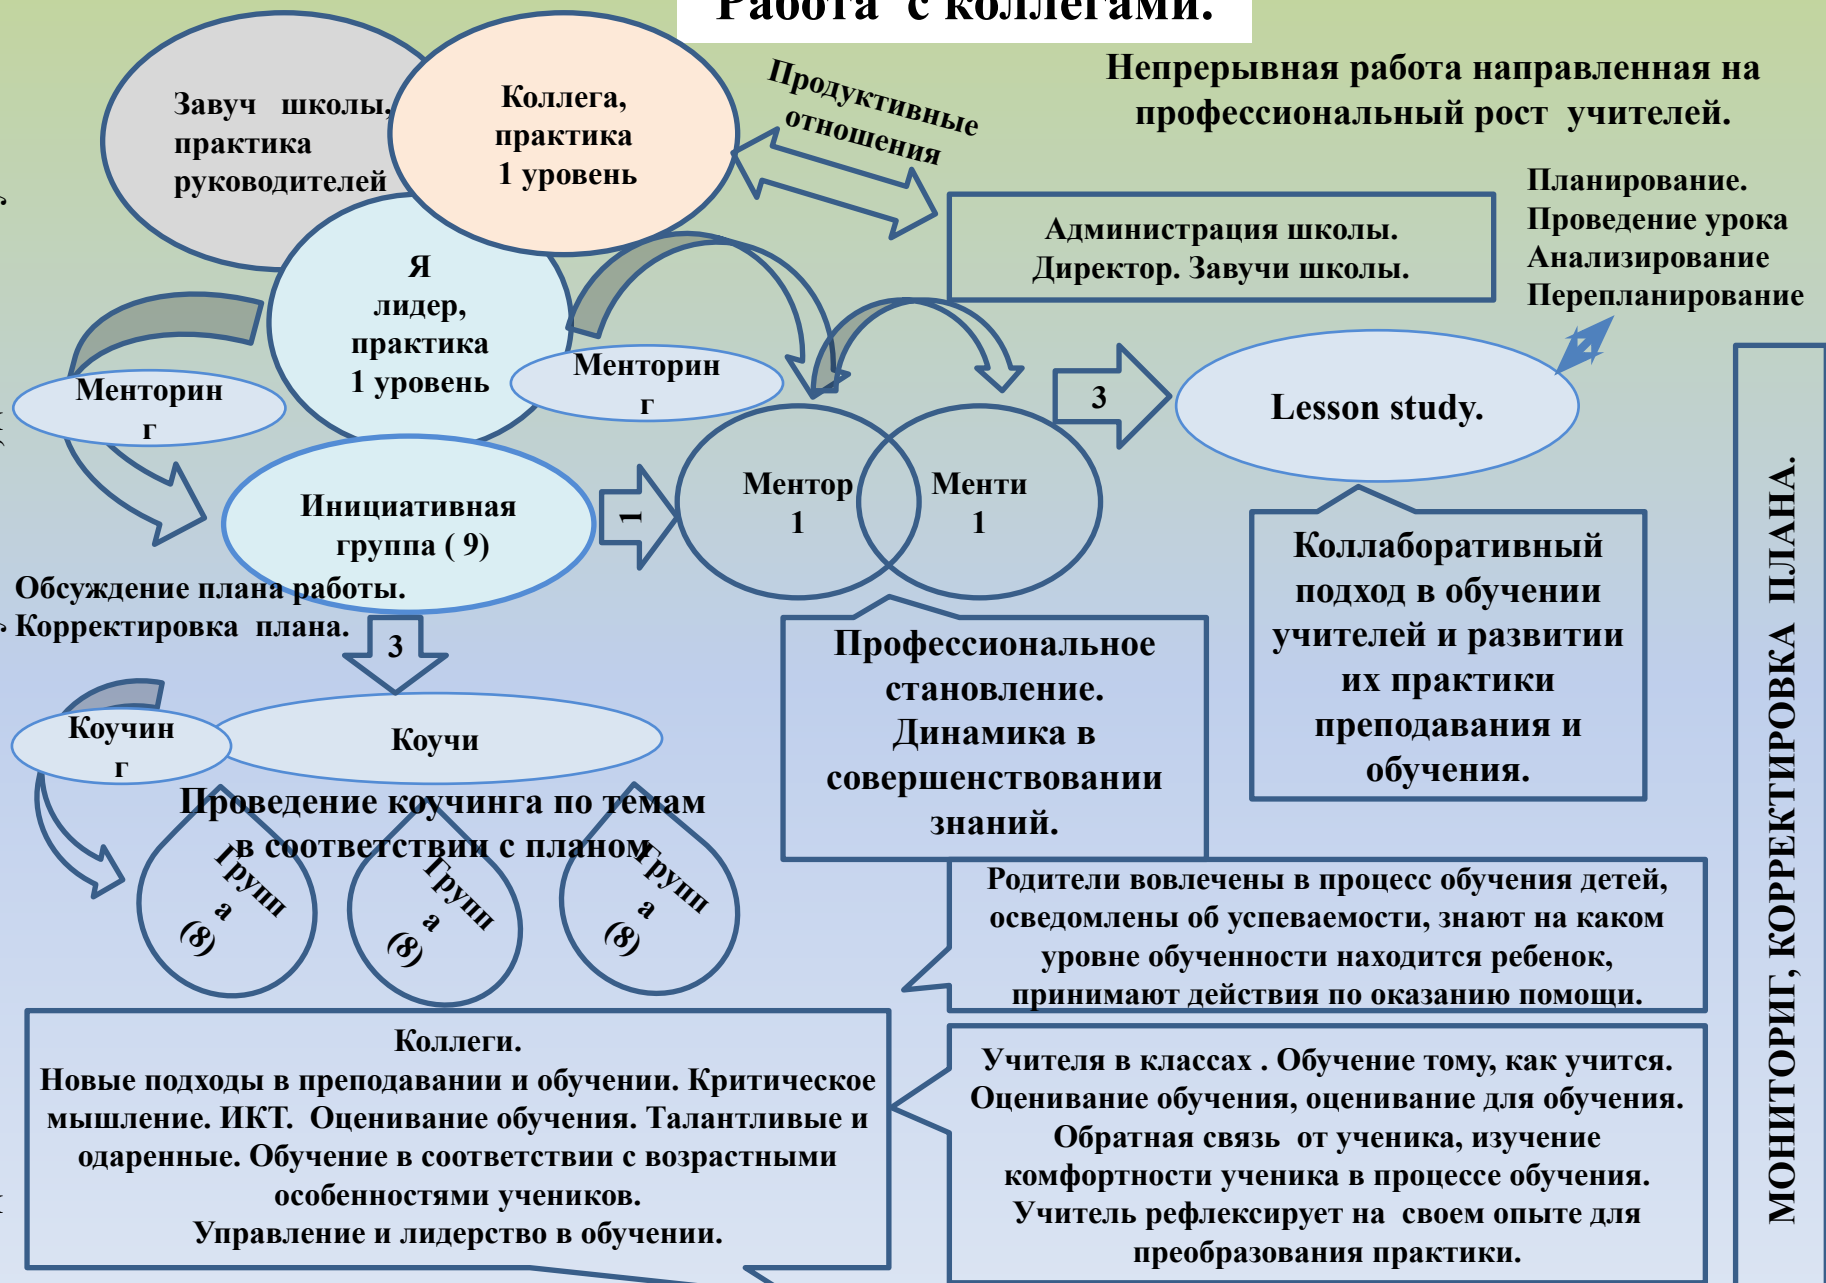 Работа с коллегами.
Непрерывная работа направленная на
профессиональный рост учителей.
Завуч школы,
практика
руководителей
Коллега,
практика
1 уровень
Продуктивные
отношения
Администрация школы.
Директор. Завучи школы.
Планирование.
Проведение урока
Анализирование
Перепланирование
Я
лидер,
практика
1 уровень
Менторин
г
Менторин
г
3
Lesson study.
Инициативная
группа ( 9)
1
Ментор
1
Менти
1
Обсуждение плана работы.
Корректировка плана.
3
Коллаборативный
подход в обучении
учителей и развитии
их практики
преподавания и
обучения.
Профессиональное
становление.
Динамика в
совершенствовании
знаний.
Коучин
г
Коучи
Проведение коучинга по темам
в соответствии с планом
Групп
а
(8)
Групп
а
(8)
Групп
а
(8)
Родители вовлечены в процесс обучения детей,
осведомлены об успеваемости, знают на каком
уровне обученности находится ребенок,
принимают действия по оказанию помощи.
Коллеги.
Новые подходы в преподавании и обучении. Критическое
мышление. ИКТ. Оценивание обучения. Талантливые и
одаренные. Обучение в соответствии с возрастными
особенностями учеников.
Управление и лидерство в обучении.
Учителя в классах . Обучение тому, как учится.
Оценивание обучения, оценивание для обучения.
Обратная связь от ученика, изучение
комфортности ученика в процессе обучения.
Учитель рефлексирует на своем опыте для
преобразования практики.
МОНИТОРИГ, КОРРЕКТИРОВКА ПЛАНА.